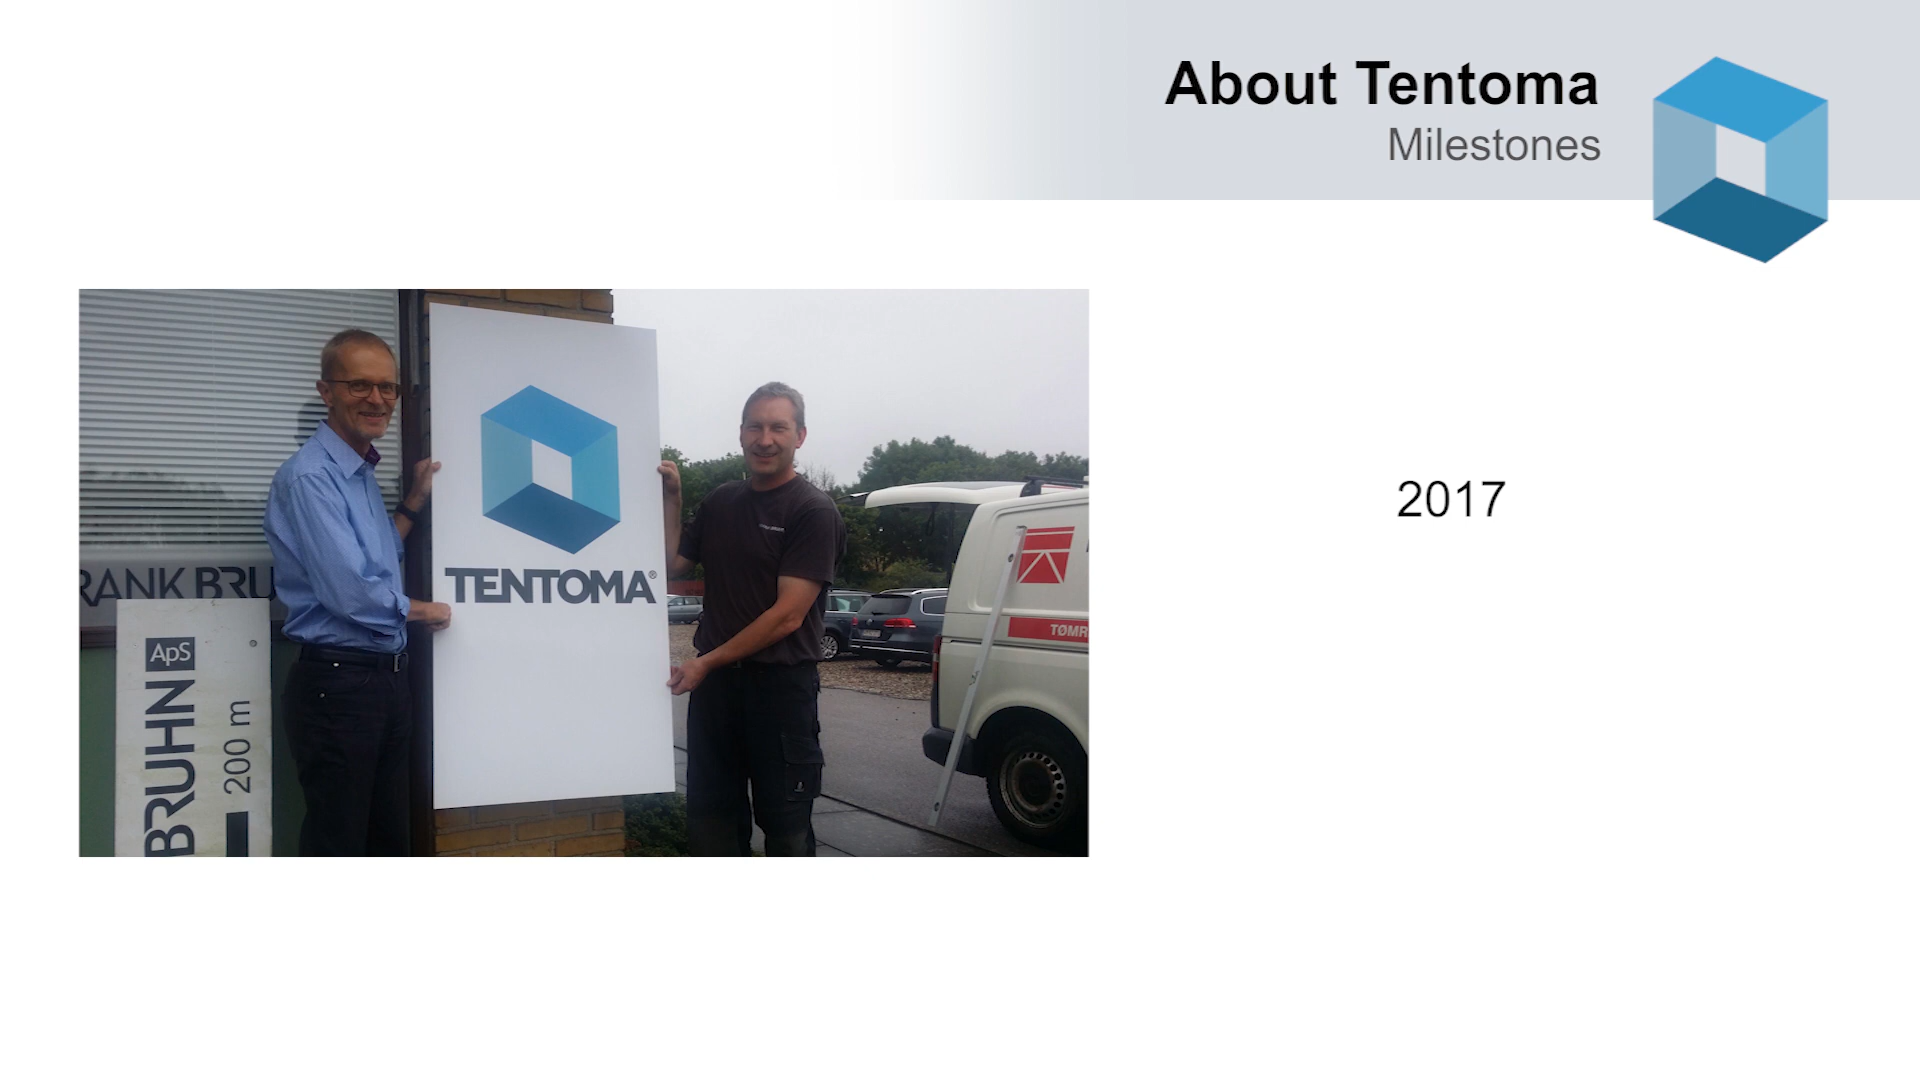 About Tentoma
Milestones
2017
TENTOMA®
RANK BRU
ApS
BRUHN
200 m
TØMR